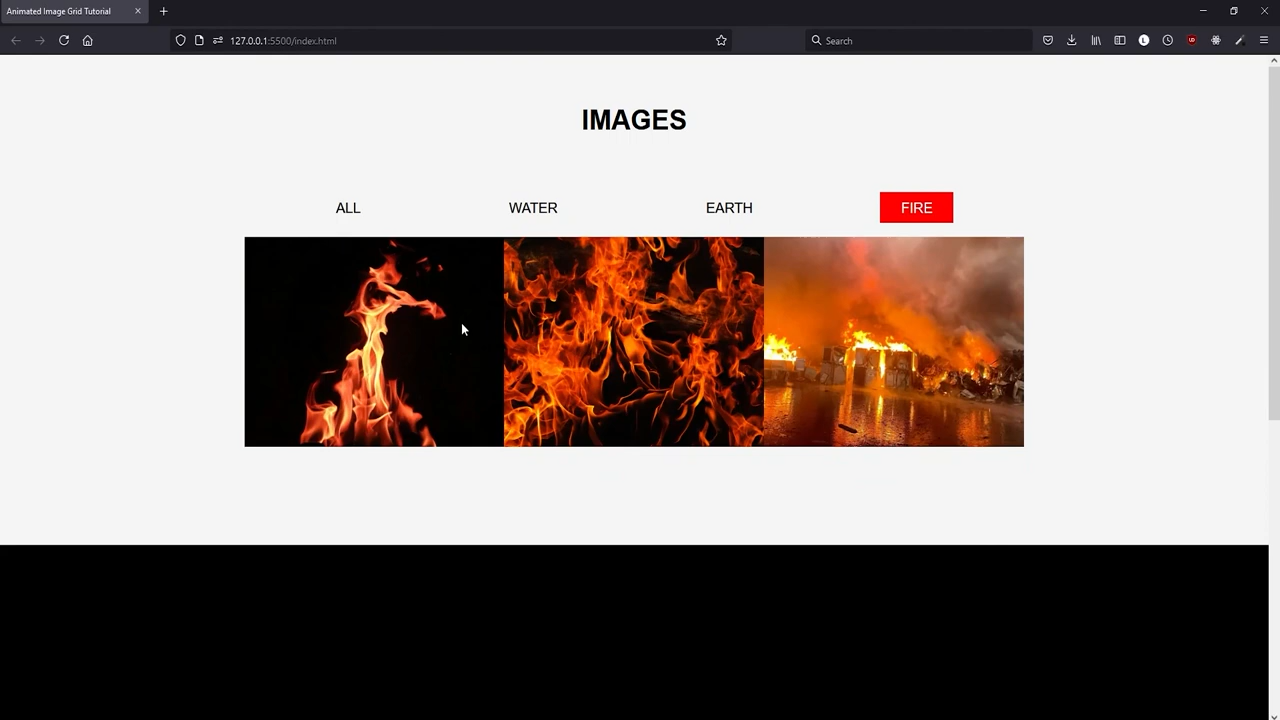 Animated Image Grid Tutorial
127.0.0.1:5500/index.html
Search
IMAGES
ALL
WATER
EARTH
FIRE